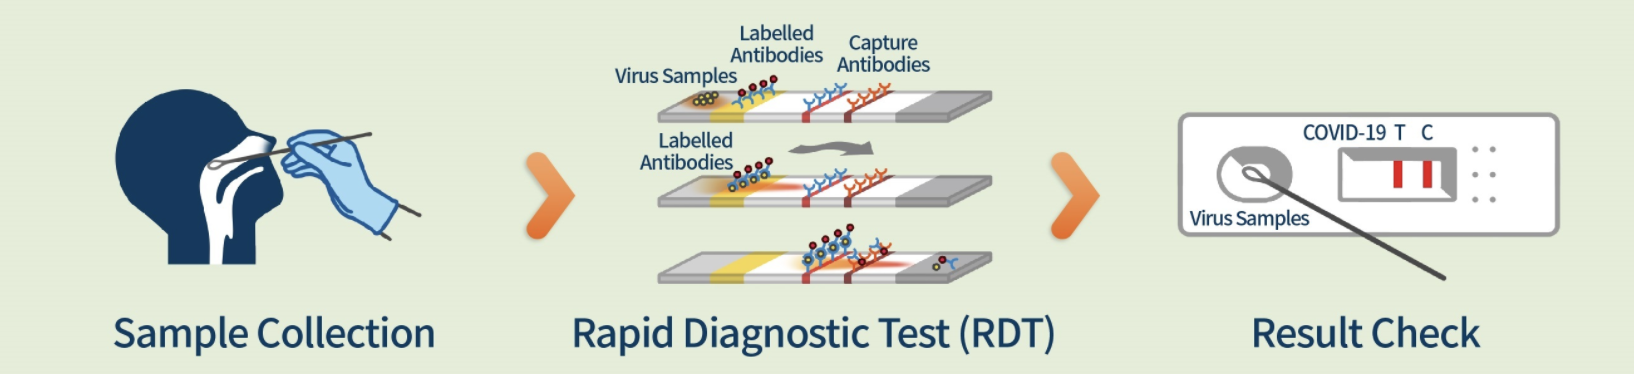 Labelled
Antibodies
Capture
Antibodies
Virus Samples
Labelled
Antibodies
COVID-19 T C
Virus Samples
Sample Collection
Rapid Diagnostic Test (RDT)
Result Check